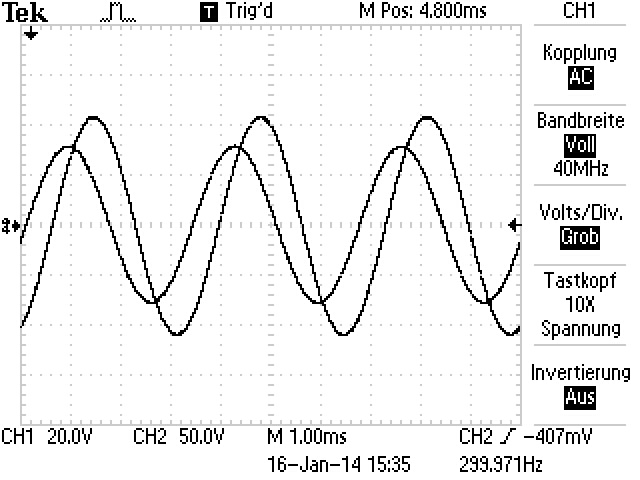 Tek T Trig'd M Pos: 4.800ms CH1
Kopplung
AC
Bandbreite
Voll
40MHz
Volts/Div.
Grob
Tastkopf
10X
Spannung
Invertierung
Aus
CH1 20.0V CH2 50.0V M 1.00ms CH2 -407mV
16-Jan-14 15:35 299.971Hz